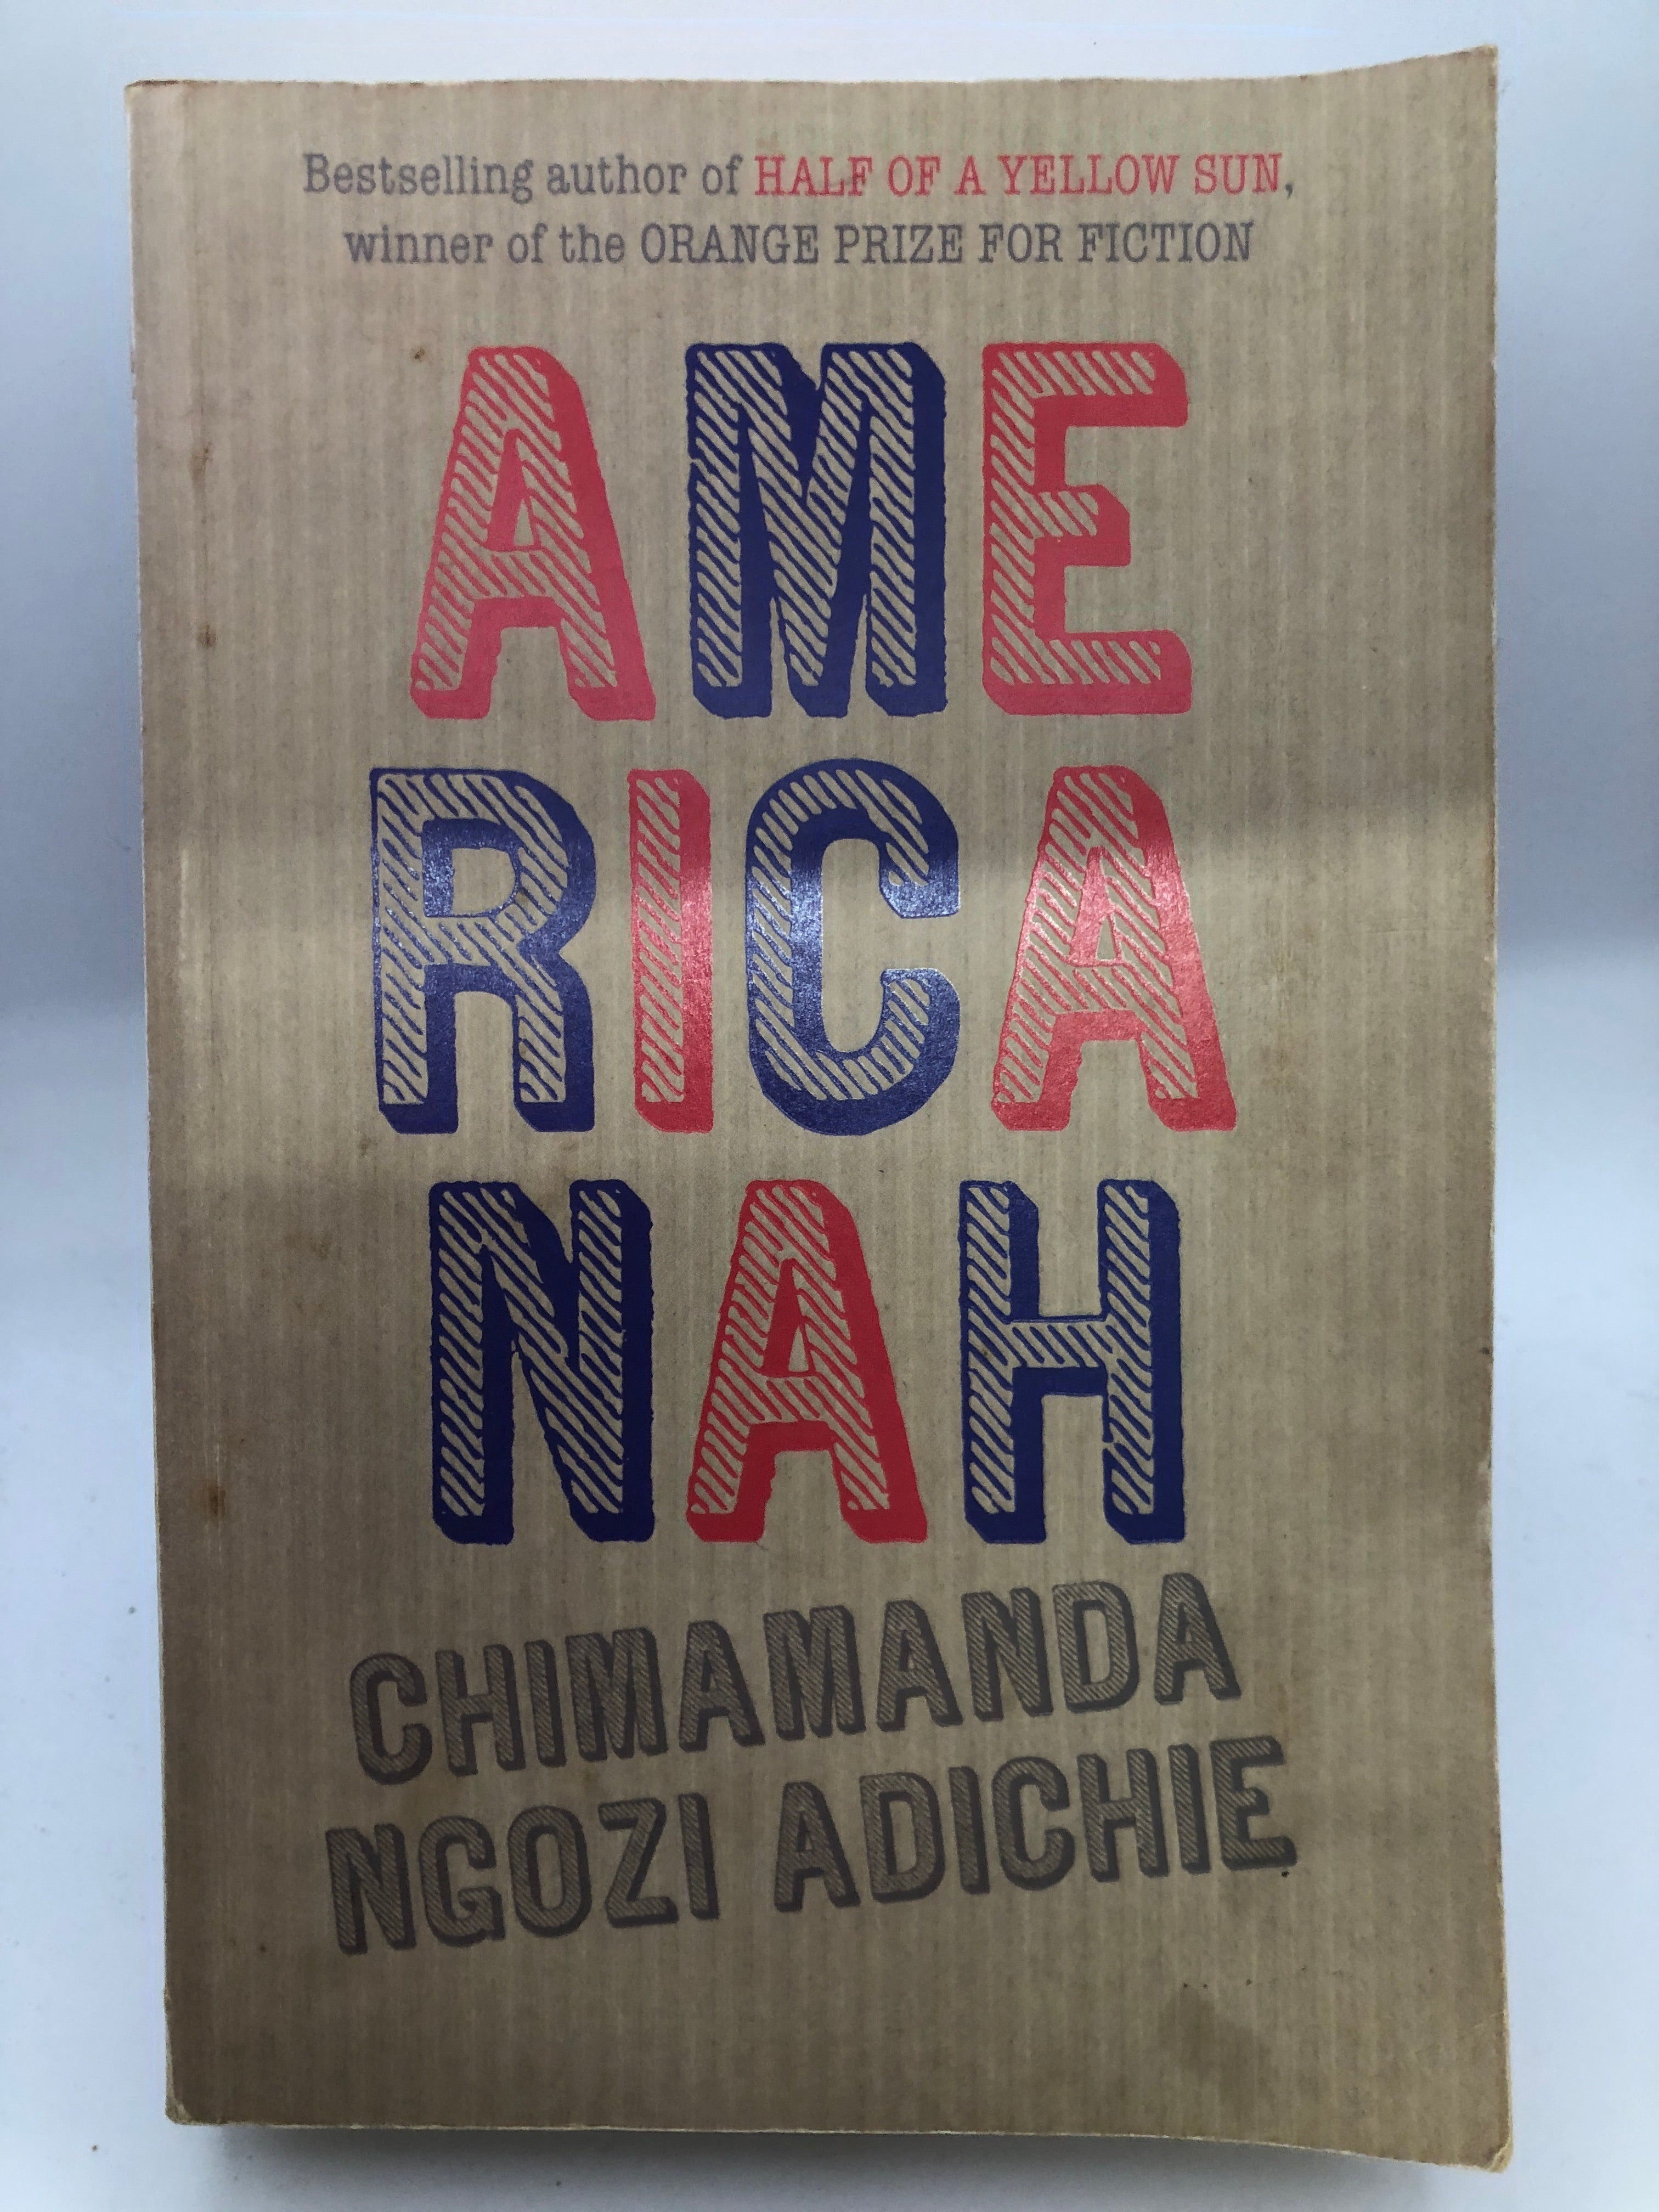 Bestselling author of HALF OF A YELLOW SUN,
winner of the ORANGE PRIZE FOR FICTION
AME
RICA
NAH
CHIMAMANDA
NGOZI ADICHIE